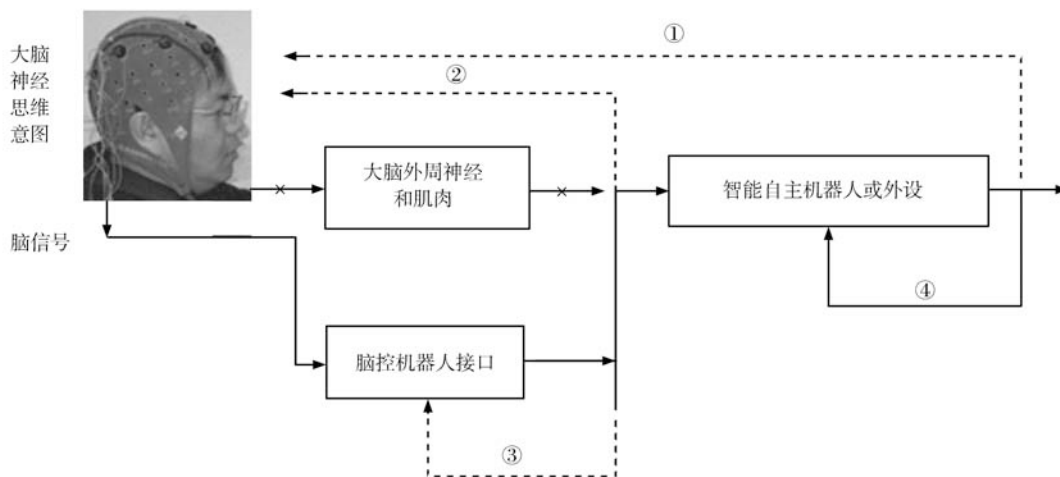 大脑
神经
思维
意图
脑信号
①
②
大脑外周神经
和肌肉
智能自主机器人或外设
④
脑控机器人接口
③